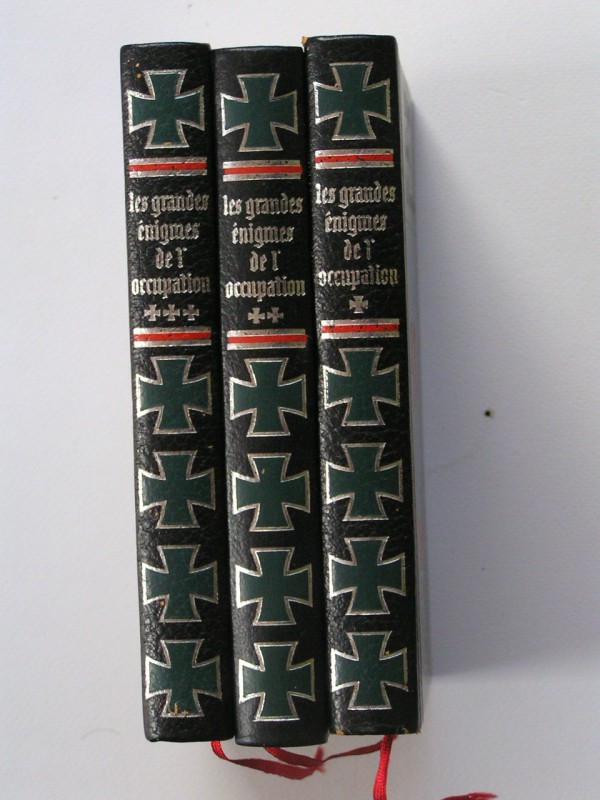 les grandes
énigmes
de l'
occupation
les grandes
énigmes
de l'
occupation
les grandes
énigmes
de l'
occupation